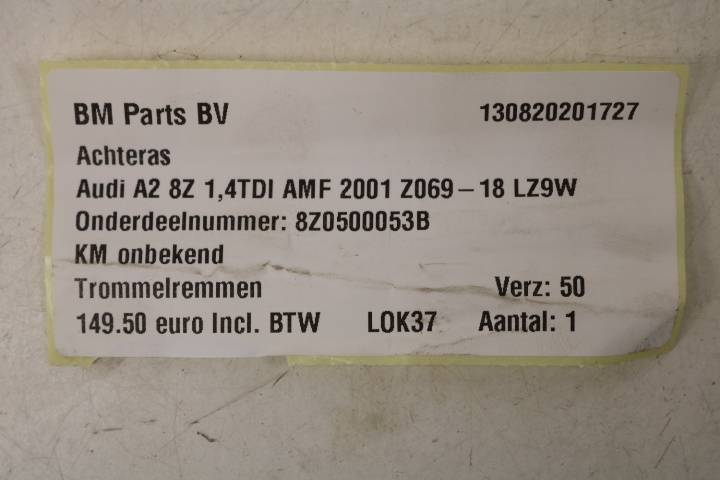 BM Parts BV 130820201727
Achteras
Audi A2 8Z 1,4TDI AMF 2001 Z069-18 LZ9W
Onderdeelnummer: 8Z0500053B
KM onbekend
Trommelremmen Verz: 50
149.50 euro Incl. BTW LOK37 Aantal: 1